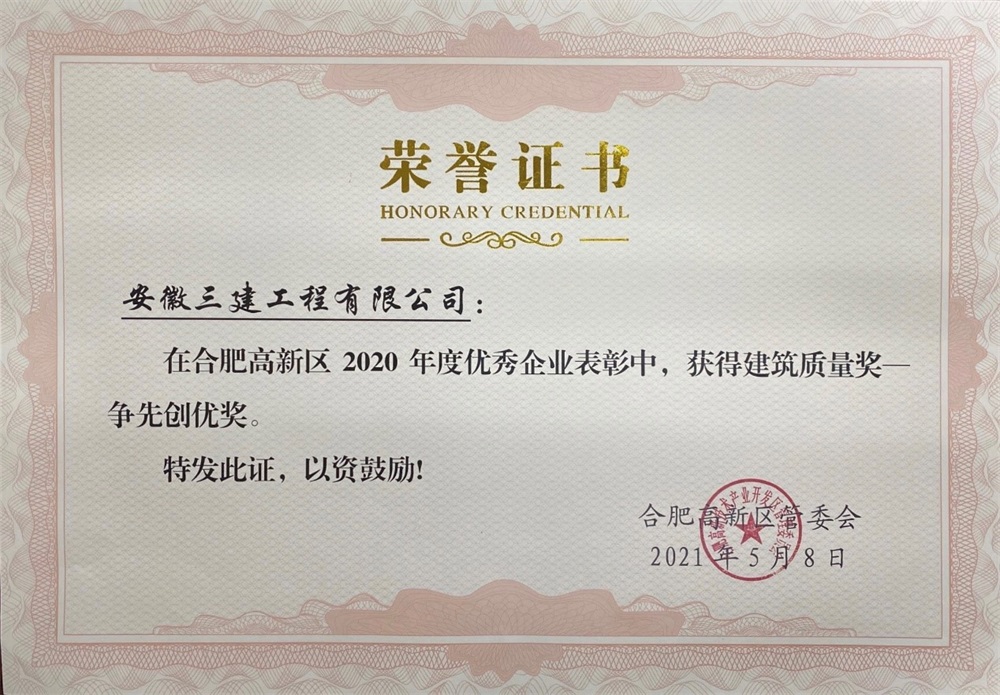 荣誉证书
HONORARY CREDENTIAL
安徽三建工程有限公司：
在合肥高新区 2020 年度优秀企业表彰中，获得建筑质量奖—
争先创优奖。
特发此证，以资鼓励!
合肥高新区管委会
2021 年 5 月 8 日